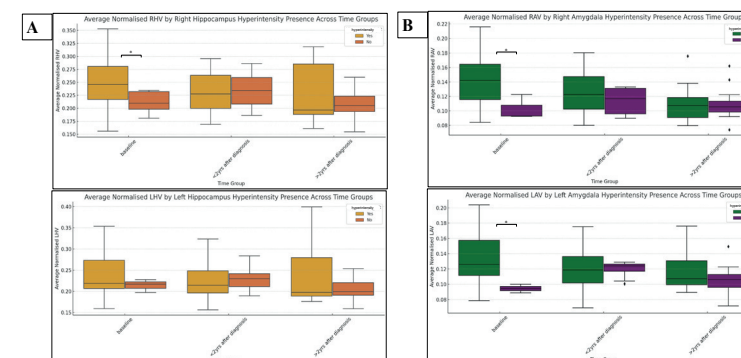 A
Average Normalised RHV by Right Hippocampus Hyperintensity Presence Across Time Groups
Average Normalised RHV
0.350
0.325
0.300
0.275
0.250
0.225
0.200
0.175
0.150
*
Yes
No
baseline
<2yrs after diagnosis
>2yrs after diagnosis
Time Group
Average Normalised LHV by Left Hippocampus Hyperintensity Presence Across Time Groups
Average Normalised LHV
0.40
0.35
0.30
0.25
0.20
0.15
Yes
No
baseline
<2yrs after diagnosis
>2yrs after diagnosis
B
Average Normalised RAV by Right Amygdala Hyperintensity Presence Across Time Groups
Average Normalised RAV
0.22
0.20
0.18
0.16
0.14
0.12
0.10
0.08
*
baseline
<2yrs after diagnosis
>2yrs after diagnosis
Time Group
Average Normalised LAV by Left Amygdala Hyperintensity Presence Across Time Groups
Average Normalised LAV
0.20
0.18
0.16
0.14
0.12
0.10
0.08
*
baseline
<2yrs after diagnosis
>2yrs after diagnosis